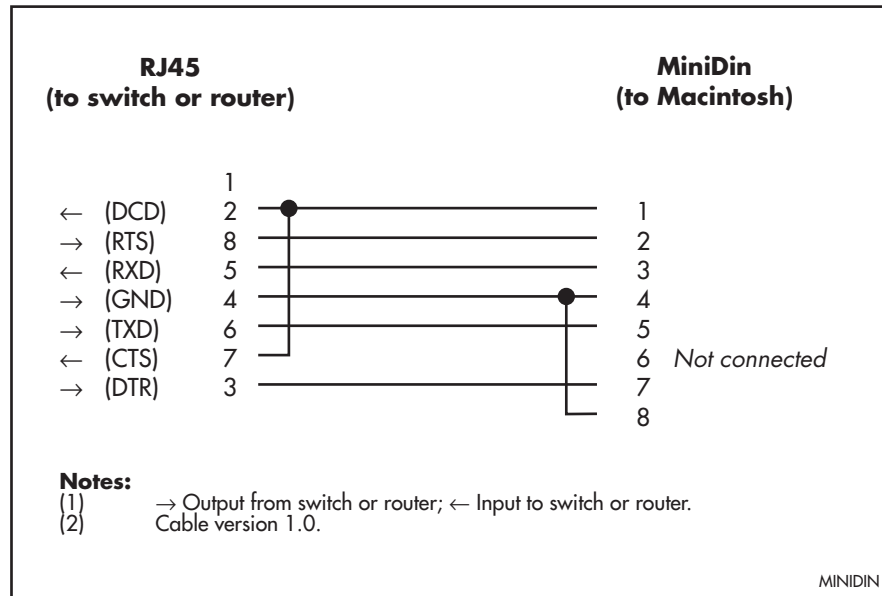 RJ45
(to switch or router)
MiniDin
(to Macintosh)
1
← (DCD) 2 1
→ (RTS) 8 2
← (RXD) 5 3
→ (GND) 4 4
→ (TXD) 6 5
← (CTS) 7 6 Not connected
→ (DTR) 3 7
8
Notes:
(1) → Output from switch or router; ← Input to switch or router.
(2) Cable version 1.0.
MINIDIN